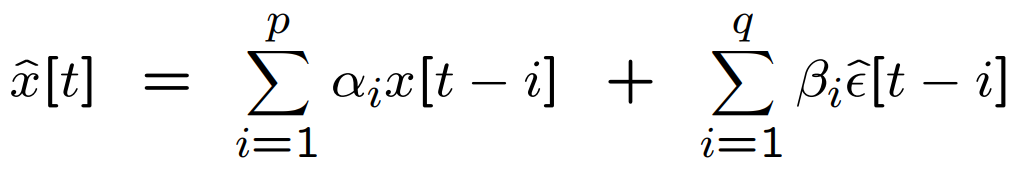 x̂[t] = ∑_{i=1}^{p} α_i x[t − i] + ∑_{i=1}^{q} β_i ϵ̂[t − i]